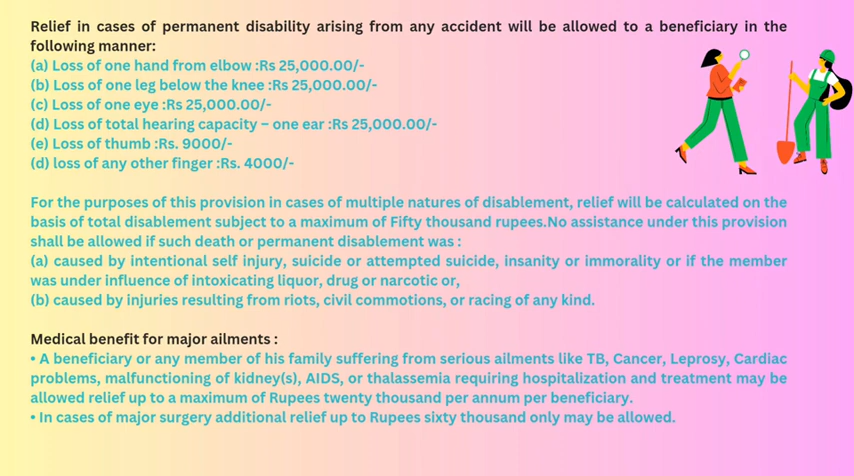 Relief in cases of permanent disability arising from any accident will be allowed to a beneficiary in the
following manner:
(a) Loss of one hand from elbow :Rs 25,000.00/-
(b) Loss of one leg below the knee :Rs 25,000.00/-
(c) Loss of one eye :Rs 25,000.00/-
(d) Loss of total hearing capacity – one ear :Rs 25,000.00/-
(e) Loss of thumb :Rs. 9000/-
(d) loss of any other finger :Rs. 4000/-
For the purposes of this provision in cases of multiple natures of disablement, relief will be calculated on the
basis of total disablement subject to a maximum of Fifty thousand rupees.No assistance under this provision
shall be allowed if such death or permanent disablement was :
(a) caused by intentional self injury, suicide or attempted suicide, insanity or immorality or if the member
was under influence of intoxicating liquor, drug or narcotic or,
(b) caused by injuries resulting from riots, civil commotions, or racing of any kind.
Medical benefit for major ailments :
• A beneficiary or any member of his family suffering from serious ailments like TB, Cancer, Leprosy, Cardiac
problems, malfunctioning of kidney(s), AIDS, or thalassemia requiring hospitalization and treatment may be
allowed relief up to a maximum of Rupees twenty thousand per annum per beneficiary.
• In cases of major surgery additional relief up to Rupees sixty thousand only may be allowed.